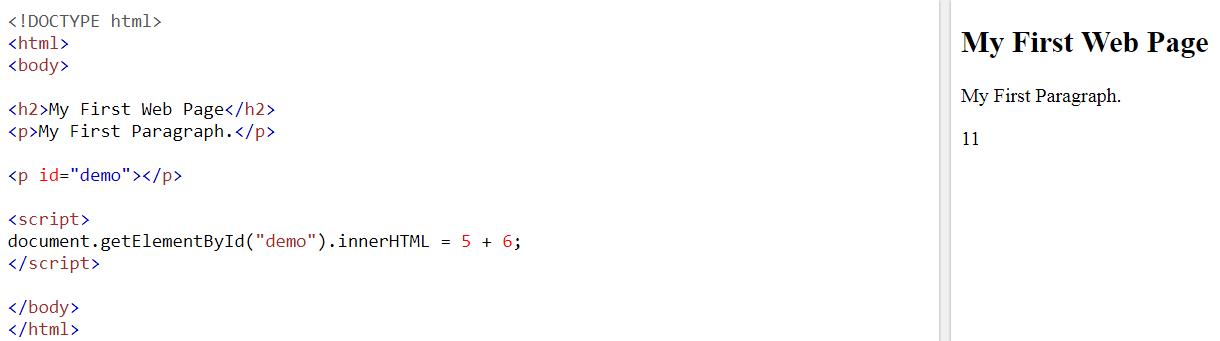 <!DOCTYPE html>
<html>
<body>
<h2>My First Web Page</h2>
<p>My First Paragraph.</p>
<p id="demo"></p>
<script>
document.getElementById("demo").innerHTML = 5 + 6;
</script>
</body>
</html>
My First Web Page
My First Paragraph.
11